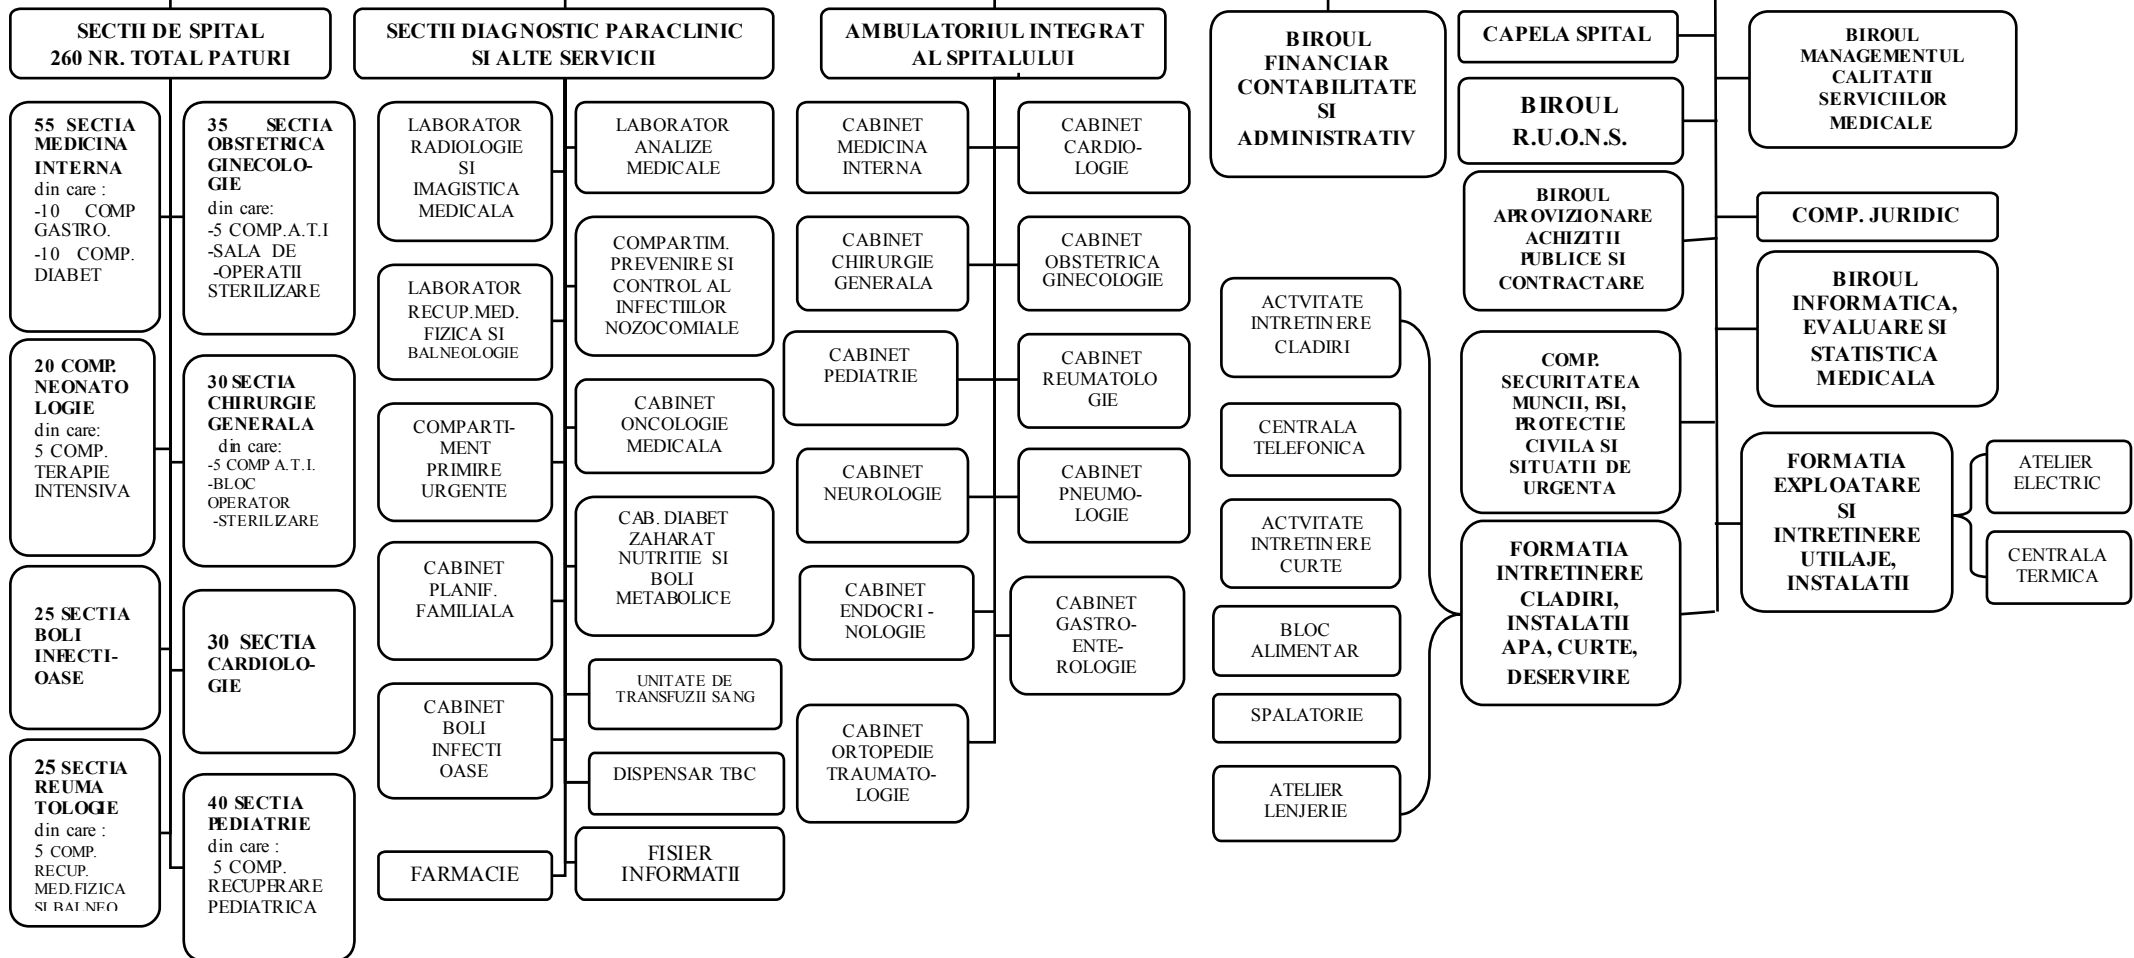 SECTII DE SPITAL
260 NR. TOTAL PATURI
55 SECTIA
MEDICINA
INTERNA
din care :
-10 COMP
GASTRO.
-10 COMP.
DIABET
35 SECTIA
OBSTETRICA
GINECOLO-
GIE
din care:
-5 COMP.A.T.I
-SALA DE
-OPERATII
STERILIZARE
20 COMP.
NEONATO
LOGIE
din care:
5 COMP.
TERAPIE
INTENSIVA
30 SECTIA
CHIRURGIE
GENERALA
din care:
-5 COMP A.T.I.
-BLOC
OPERATOR
-STERILIZARE
25 SECTIA
BOLI
INFECTI-
OASE
30 SECTIA
CARDIOLO-
GIE
25 SECTIA
REUMA
TOLOGIE
din care :
5 COMP.
RECUP.
MED.FIZICA
SI BALNEO
40 SECTIA
PEDIATRIE
din care :
5 COMP.
RECUPERARE
PEDIATRICA
SECTII DIAGNOSTIC PARACLINIC
SI ALTE SERVICII
LABORATOR
RADIOLOGIE
SI
IMAGISTICA
MEDICALA
LABORATOR
ANALIZE
MEDICALE
LABORATOR
RECUP.MED.
FIZICA SI
BALNEOLOGIE
COMPARTIM.
PREVENIRE SI
CONTROL AL
INFECTIILOR
NOZOCOMIALE
COMPARTI-
MENT
PRIMIRE
URGENTE
CABINET
ONCOLOGIE
MEDICALA
CABINET
PLANIF.
FAMILIALA
CAB. DIABET
ZAHARAT
NUTRITIE SI
BOLI
METABOLICE
CABINET
BOLI
INFECTI
OASE
UNITATE DE
TRANSFUZII SANG
DISPENSAR TBC
FARMACIE
FISIER
INFORMATII
AMBULATORIUL INTEGRAT
AL SPITALULUI
CABINET
MEDICINA
INTERNA
CABINET
CARDIO-
LOGIE
CABINET
CHIRURGIE
GENERALA
CABINET
OBSTETRICA
GINECOLOGIE
CABINET
PEDIATRIE
CABINET
REUMATOLO
GIE
CABINET
NEUROLOGIE
CABINET
PNEUMO-
LOGIE
CABINET
ENDOCRI -
NOLOGIE
CABINET
GASTRO-
ENTE-
ROLOGIE
CABINET
ORTOPEDIE
TRAUMATO-
LOGIE
BIROUL
FINANCIAR
CONTABILITATE
SI
ADMINISTRATIV
ACTVITATE
INTRETINERE
CLADIRI
CENTRALA
TELEFONICA
ACTVITATE
INTRETINERE
CURTE
BLOC
ALIMENTAR
SPALATORIE
ATELIER
LENJERIE
CAPELA SPITAL
BIROUL
R.U.O.N.S.
BIROUL
APROVIZIONARE
ACHIZITII
PUBLICE SI
CONTRACTARE
COMP.
SECURITATEA
MUNCII, PSI,
PROTECTIE
CIVILA SI
SITUATII DE
URGENTA
FORMATIA
INTRETINERE
CLADIRI,
INSTALATII
APA, CURTE,
DESERVIRE
BIROUL
MANAGEMENTUL
CALITATII
SERVICIILOR
MEDICALE
COMP. JURIDIC
BIROUL
INFORMATICA,
EVALUARE SI
STATISTICA
MEDICALA
FORMATIA
EXPLOATARE
SI
INTRETINERE
UTILAJE,
INSTALATII
ATELIER
ELECTRIC
CENTRALA
TERMICA